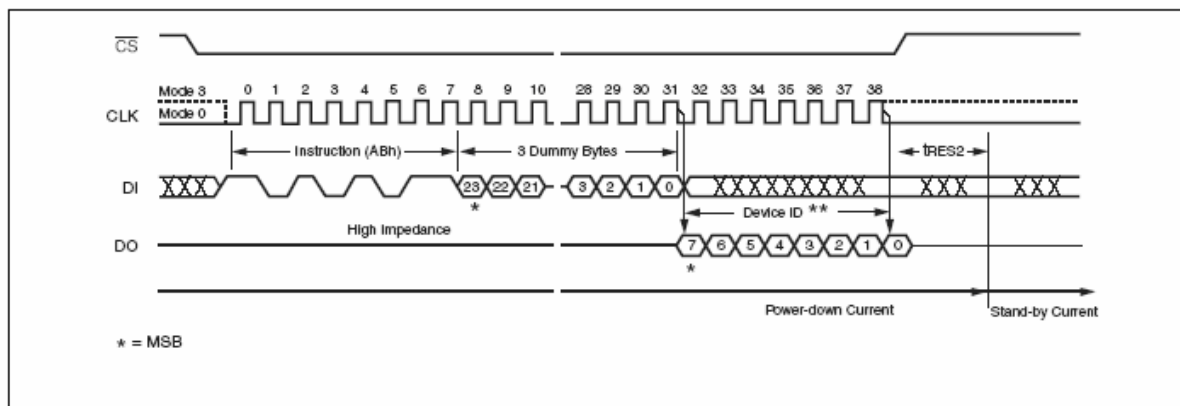 CS
Mode 3 0 1 2 3 4 5 6 7 8 9 10 28 29 30 31 32 33 34 35 36 37 38
CLK Mode 0
Instruction (ABh) 3 Dummy Bytes tRES2
DI 23 22 21 3 2 1 0
* Device ID **
High Impedance
DO 7 6 5 4 3 2 1 0
*
Power-down Current Stand-by Current
* = MSB